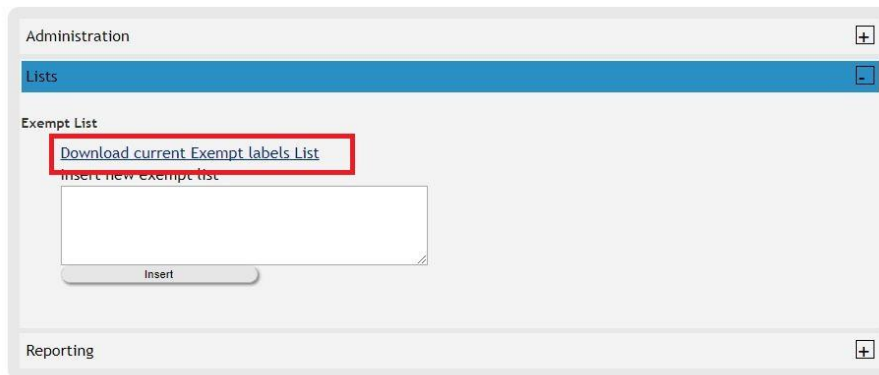 Administration
+
Lists
-
Exempt List
Download current Exempt labels List
Insert new exempt list
Insert
Reporting
+